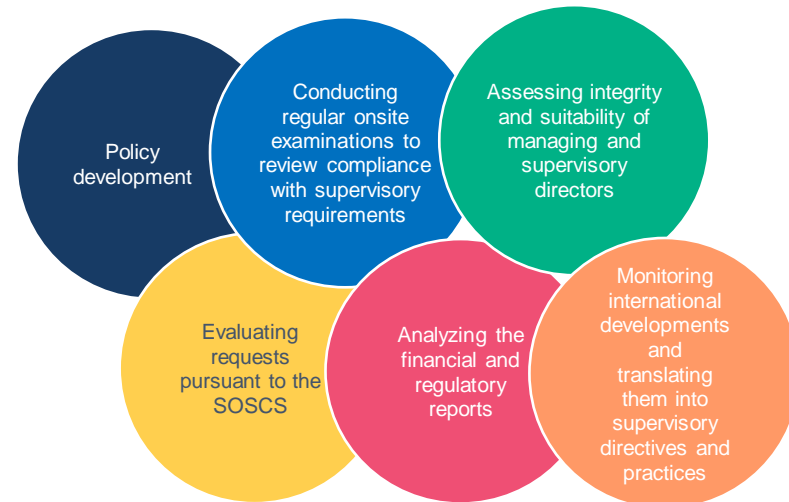 Policy
development
Conducting
regular onsite
examinations to
review compliance
with supervisory
requirements
Assessing integrity
and suitability of
managing and
supervisory
directors
Evaluating
requests
pursuant to the
SOSCS
Analyzing the
financial and
regulatory
reports
Monitoring
international
developments
and
translating
them into
supervisory
directives and
practices